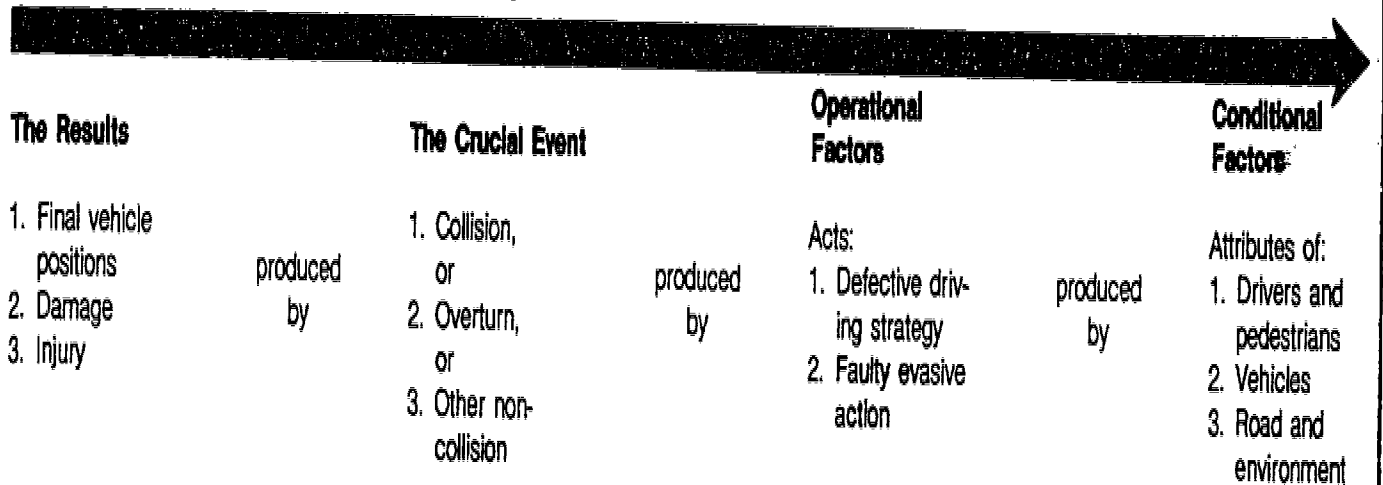 The Results
1. Final vehicle
positions
2. Damage
3. Injury
produced
by
The Crucial Event
1. Collision,
or
2. Overturn,
or
3. Other non-
collision
produced
by
Operational
Factors
Acts:
1. Defective driv-
ing strategy
2. Faulty evasive
action
produced
by
Conditional
Factors
Attributes of:
1. Drivers and
pedestrians
2. Vehicles
3. Road and
environment